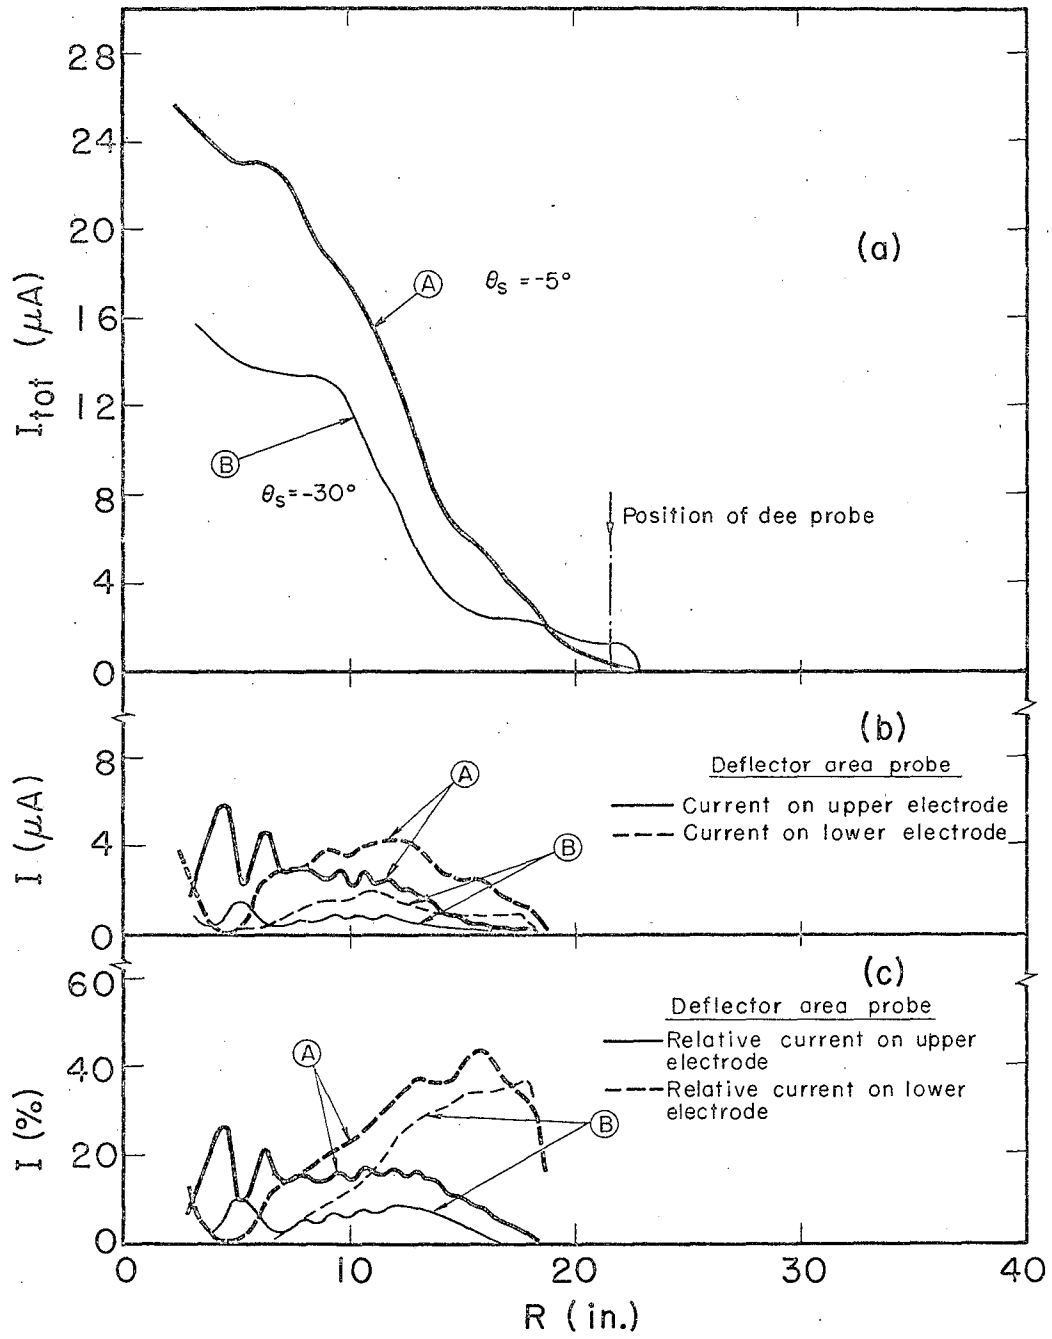 28
24
20
16
12
8
4
0
I_tot (μA)
(a)
Ⓐ θ_s = -5°
Ⓑ
θ_s = -30°
Position of dee probe
8
4
0
I (μA)
(b)
Deflector area probe
Current on upper electrode
Current on lower electrode
Ⓐ
Ⓑ
60
40
20
0
I (%)
(c)
Deflector area probe
Relative current on upper
electrode
Relative current on lower
electrode
Ⓐ
Ⓑ
0 10 20 30 40
R (in.)